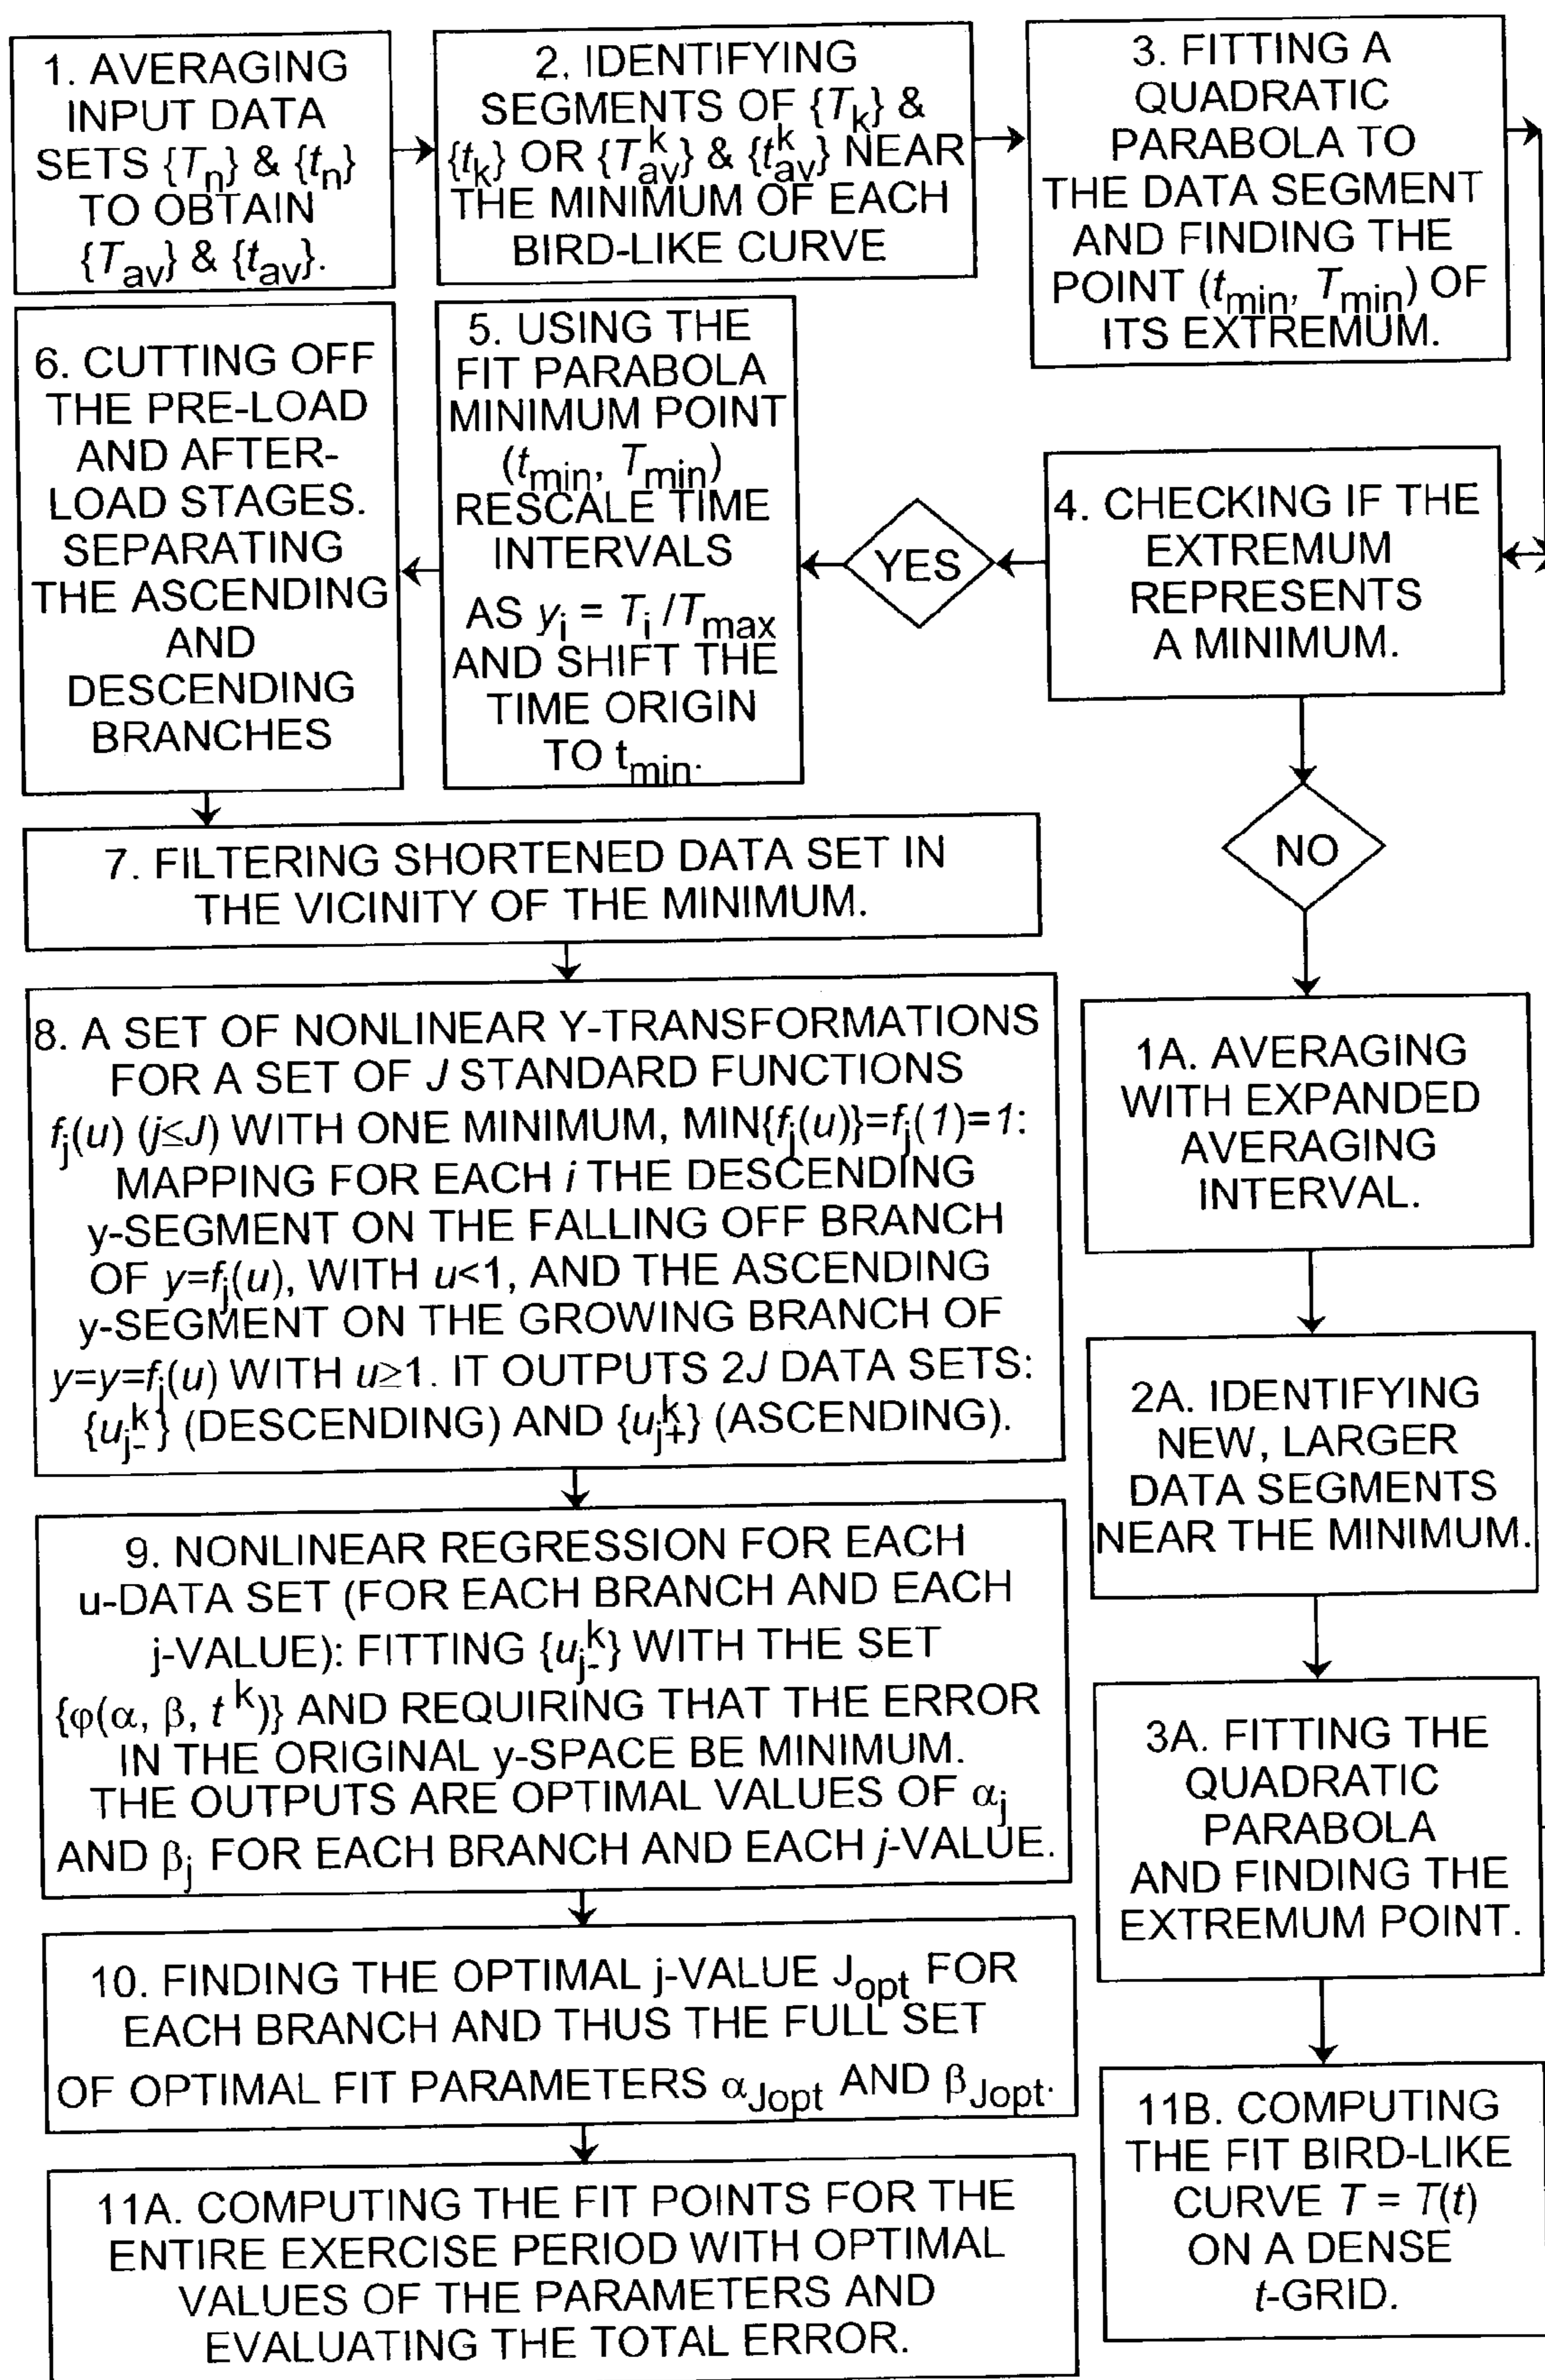 1. AVERAGING
INPUT DATA
SETS {Tn} & {tn}
TO OBTAIN
{Tav} & {tav}.
2. IDENTIFYING
SEGMENTS OF {Tk} &
{tk} OR {T^k_av} & {t^k_av} NEAR
THE MINIMUM OF EACH
BIRD-LIKE CURVE
3. FITTING A
QUADRATIC
PARABOLA TO
THE DATA SEGMENT
AND FINDING THE
POINT (tmin, Tmin) OF
ITS EXTREMUM.
4. CHECKING IF THE
EXTREMUM
REPRESENTS
A MINIMUM.
YES
5. USING THE
FIT PARABOLA
MINIMUM POINT
(tmin, Tmin)
RESCALE TIME
INTERVALS
AS yi = Ti /Tmax
AND SHIFT THE
TIME ORIGIN
TO tmin.
6. CUTTING OFF
THE PRE-LOAD
AND AFTER-
LOAD STAGES.
SEPARATING
THE ASCENDING
AND
DESCENDING
BRANCHES
7. FILTERING SHORTENED DATA SET IN
THE VICINITY OF THE MINIMUM.
8. A SET OF NONLINEAR Y-TRANSFORMATIONS
FOR A SET OF J STANDARD FUNCTIONS
fj(u) (j≤J) WITH ONE MINIMUM, MIN{fj(u)}=fj(1)=1:
MAPPING FOR EACH i THE DESCENDING
y-SEGMENT ON THE FALLING OFF BRANCH
OF y=fj(u), WITH u<1, AND THE ASCENDING
y-SEGMENT ON THE GROWING BRANCH OF
y=y=fj(u) WITH u≥1. IT OUTPUTS 2J DATA SETS:
{u^k_j-} (DESCENDING) AND {u^k_j+} (ASCENDING).
9. NONLINEAR REGRESSION FOR EACH
u-DATA SET (FOR EACH BRANCH AND EACH
j-VALUE): FITTING {u^k_j-} WITH THE SET
{φ(α, β, t^k)} AND REQUIRING THAT THE ERROR
IN THE ORIGINAL y-SPACE BE MINIMUM.
THE OUTPUTS ARE OPTIMAL VALUES OF αj
AND βj FOR EACH BRANCH AND EACH j-VALUE.
10. FINDING THE OPTIMAL j-VALUE Jopt FOR
EACH BRANCH AND THUS THE FULL SET
OF OPTIMAL FIT PARAMETERS αJopt AND βJopt.
11A. COMPUTING THE FIT POINTS FOR THE
ENTIRE EXERCISE PERIOD WITH OPTIMAL
VALUES OF THE PARAMETERS AND
EVALUATING THE TOTAL ERROR.
NO
1A. AVERAGING
WITH EXPANDED
AVERAGING
INTERVAL.
2A. IDENTIFYING
NEW, LARGER
DATA SEGMENTS
NEAR THE MINIMUM.
3A. FITTING THE
QUADRATIC
PARABOLA
AND FINDING THE
EXTREMUM POINT.
11B. COMPUTING
THE FIT BIRD-LIKE
CURVE T = T(t)
ON A DENSE
t-GRID.